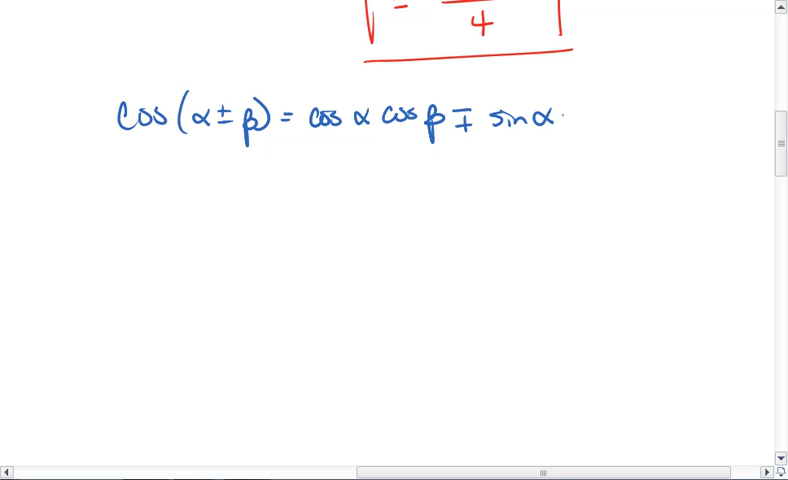 - 4
cos(α ± β) = cos α cos β ∓ sin α